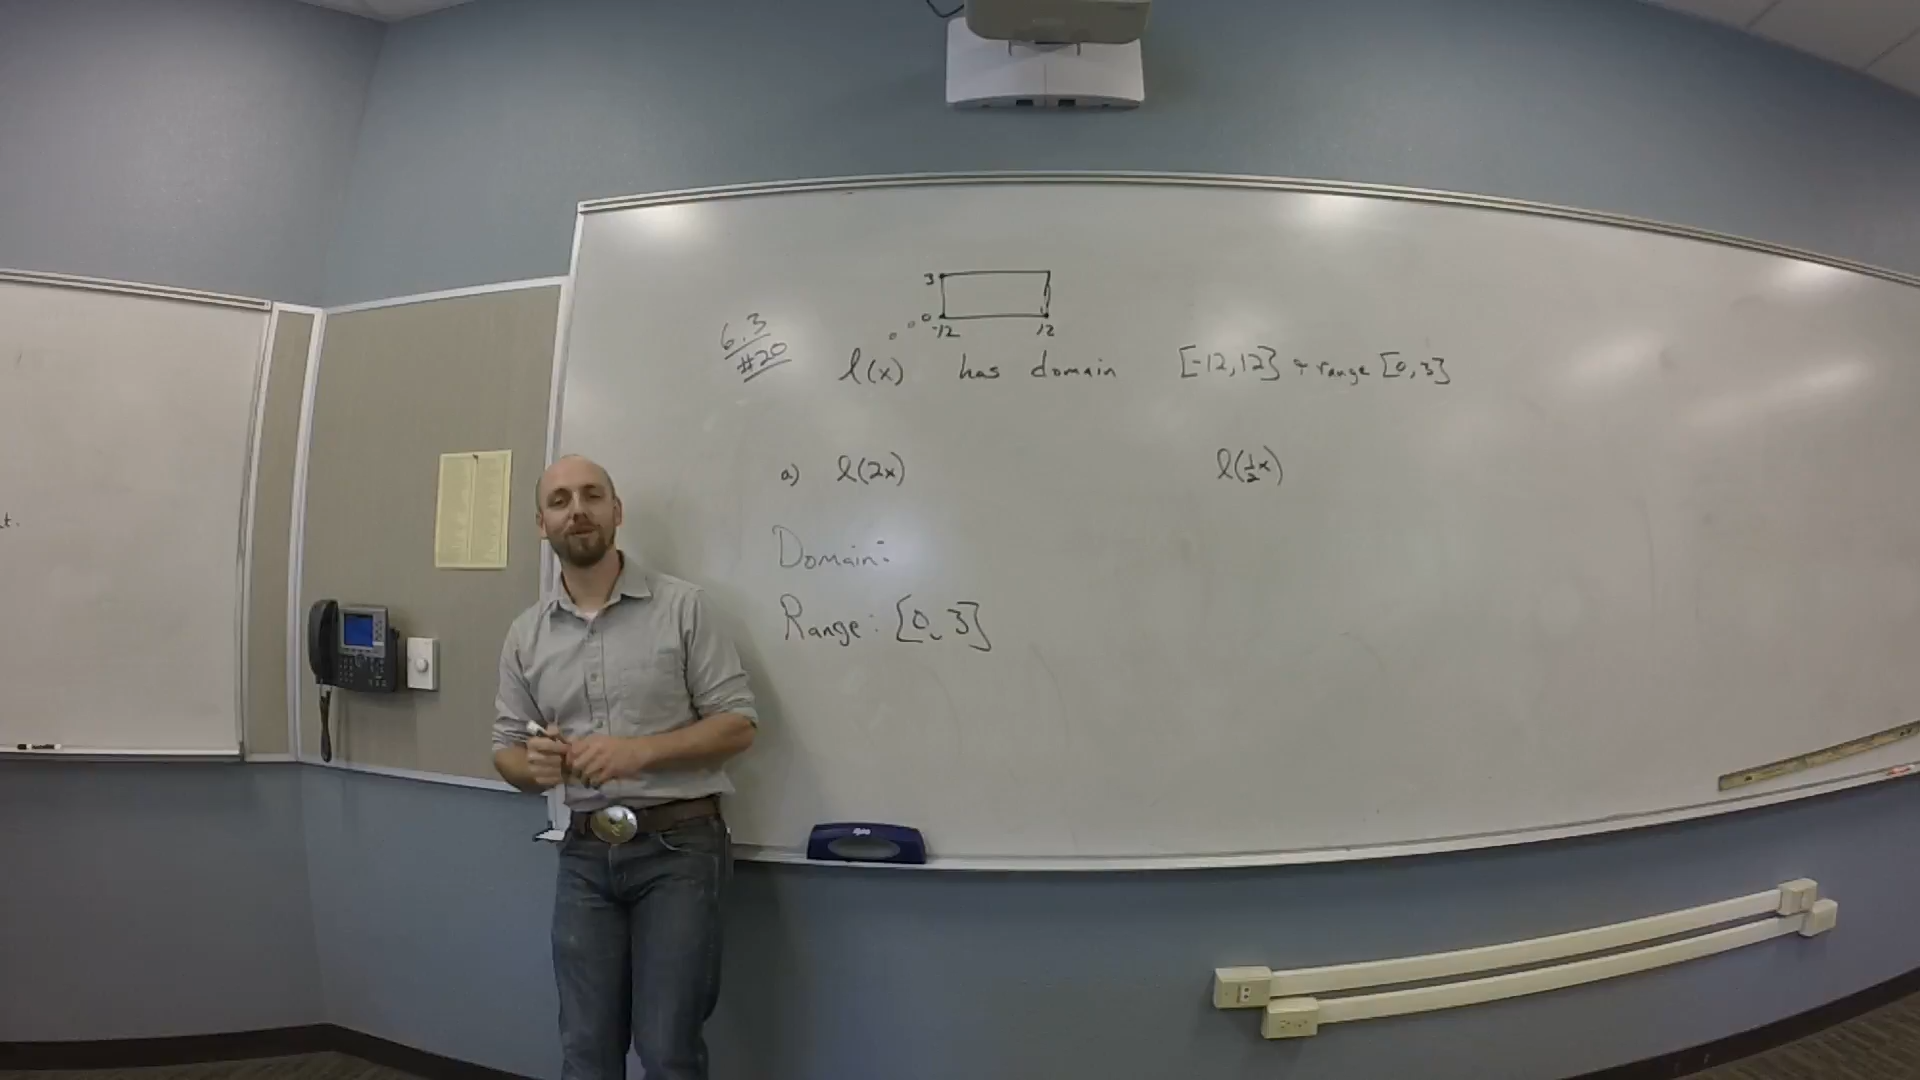 3
0
-12 12
6.3
#20
l(x) has domain [-12,12] + range [0,3]
a) l(2x)
l(½x)
Domain:
Range: [0, 3]
t.